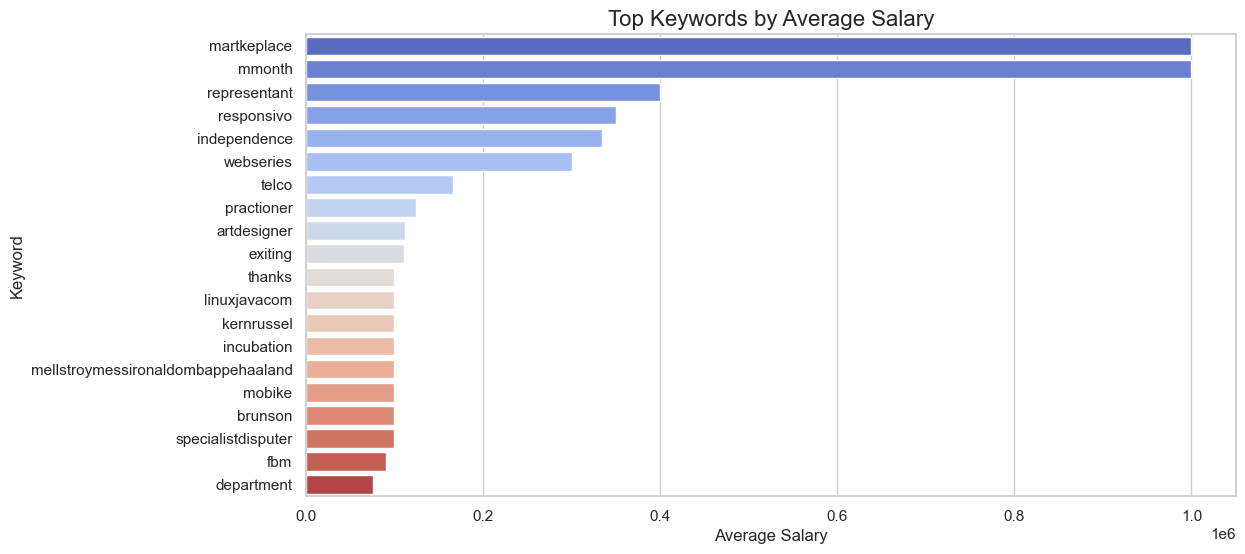 Top Keywords by Average Salary
Keyword
martkeplace
mmonth
representant
responsivo
independence
webseries
telco
practioner
artdesigner
exiting
thanks
linuxjavacom
kernrussel
incubation
mellstroymessironaldombappehaaland
mobike
brunson
specialistdisputer
fbm
department
0.0 0.2 0.4 0.6 0.8 1.0
1e6
Average Salary